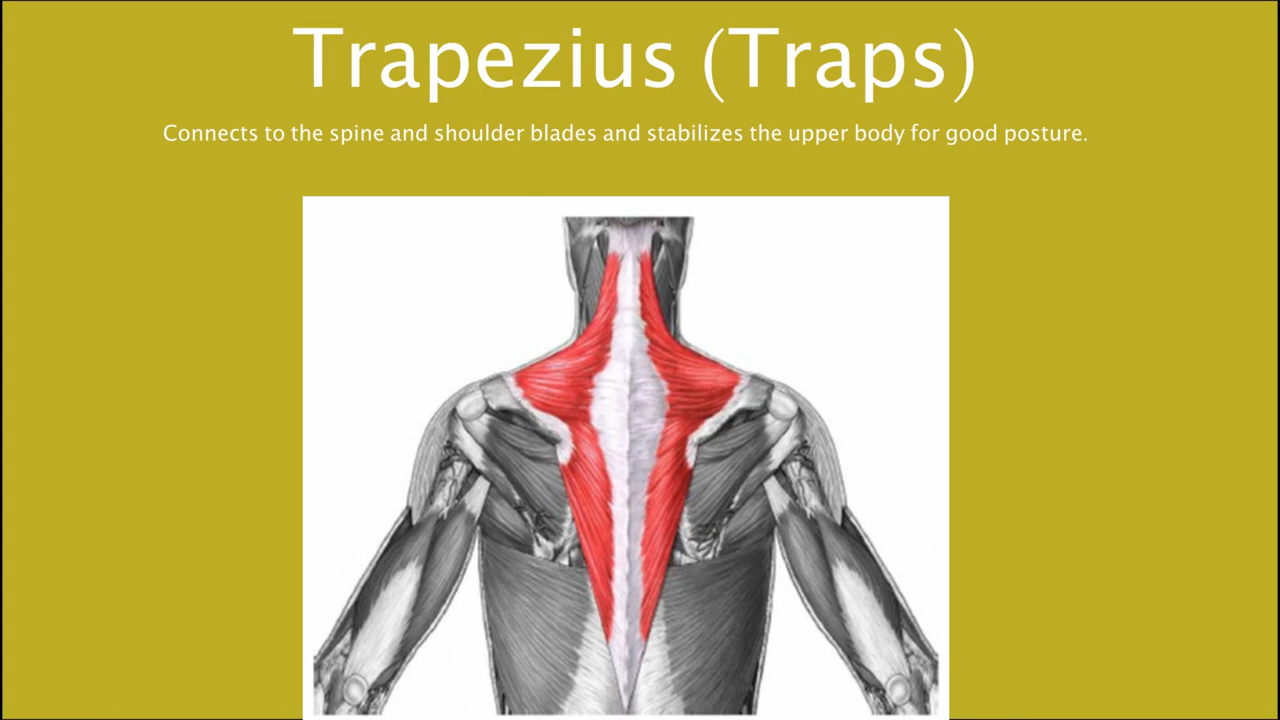 Trapezius (Traps)
Connects to the spine and shoulder blades and stabilizes the upper body for good posture.